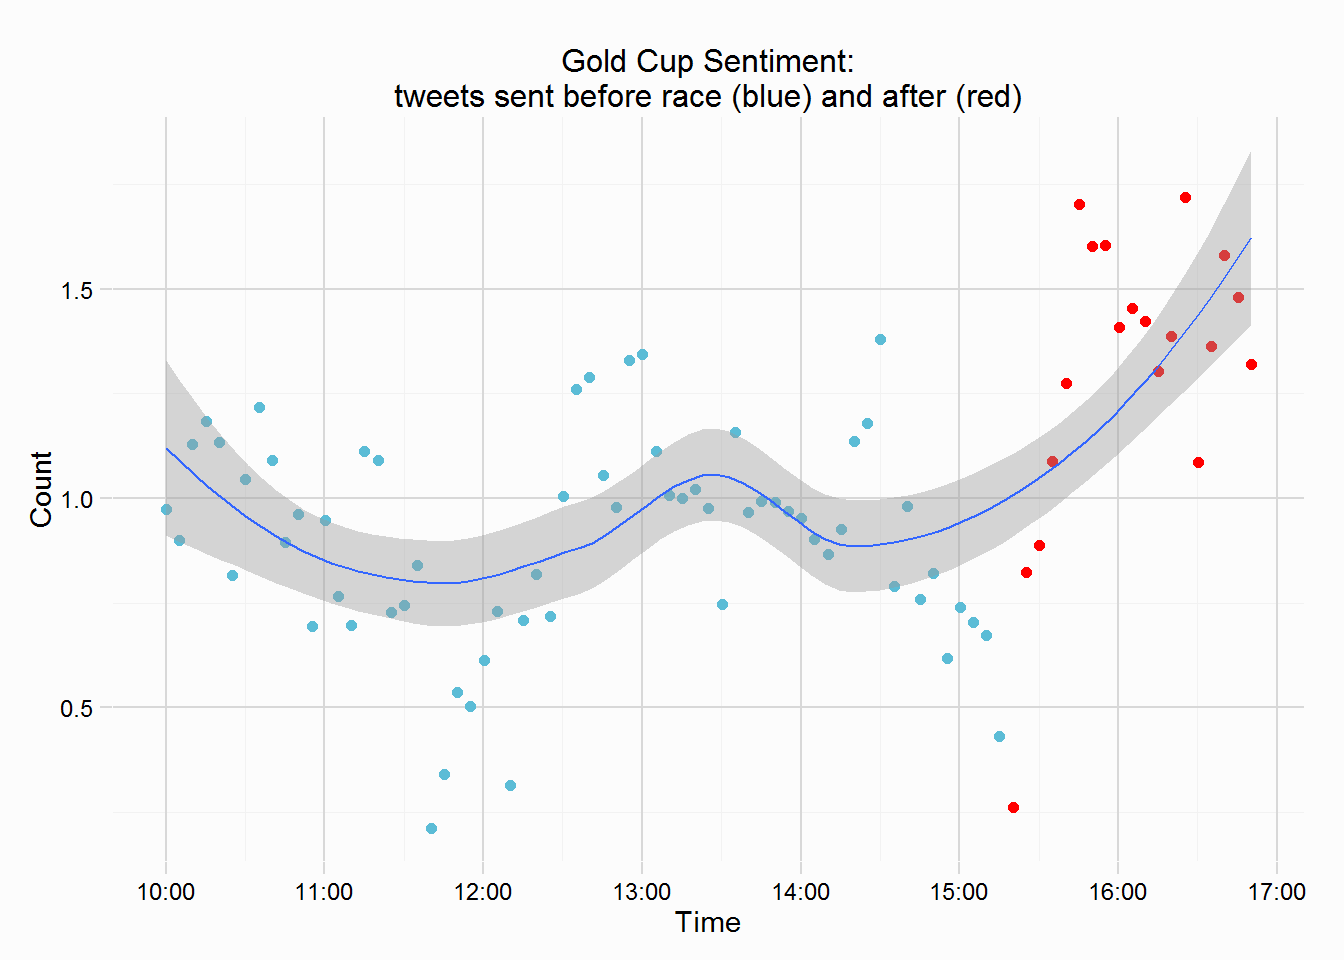 Gold Cup Sentiment:
tweets sent before race (blue) and after (red)
Count
1.5
1.0
0.5
10:00 11:00 12:00 13:00 14:00 15:00 16:00 17:00
Time